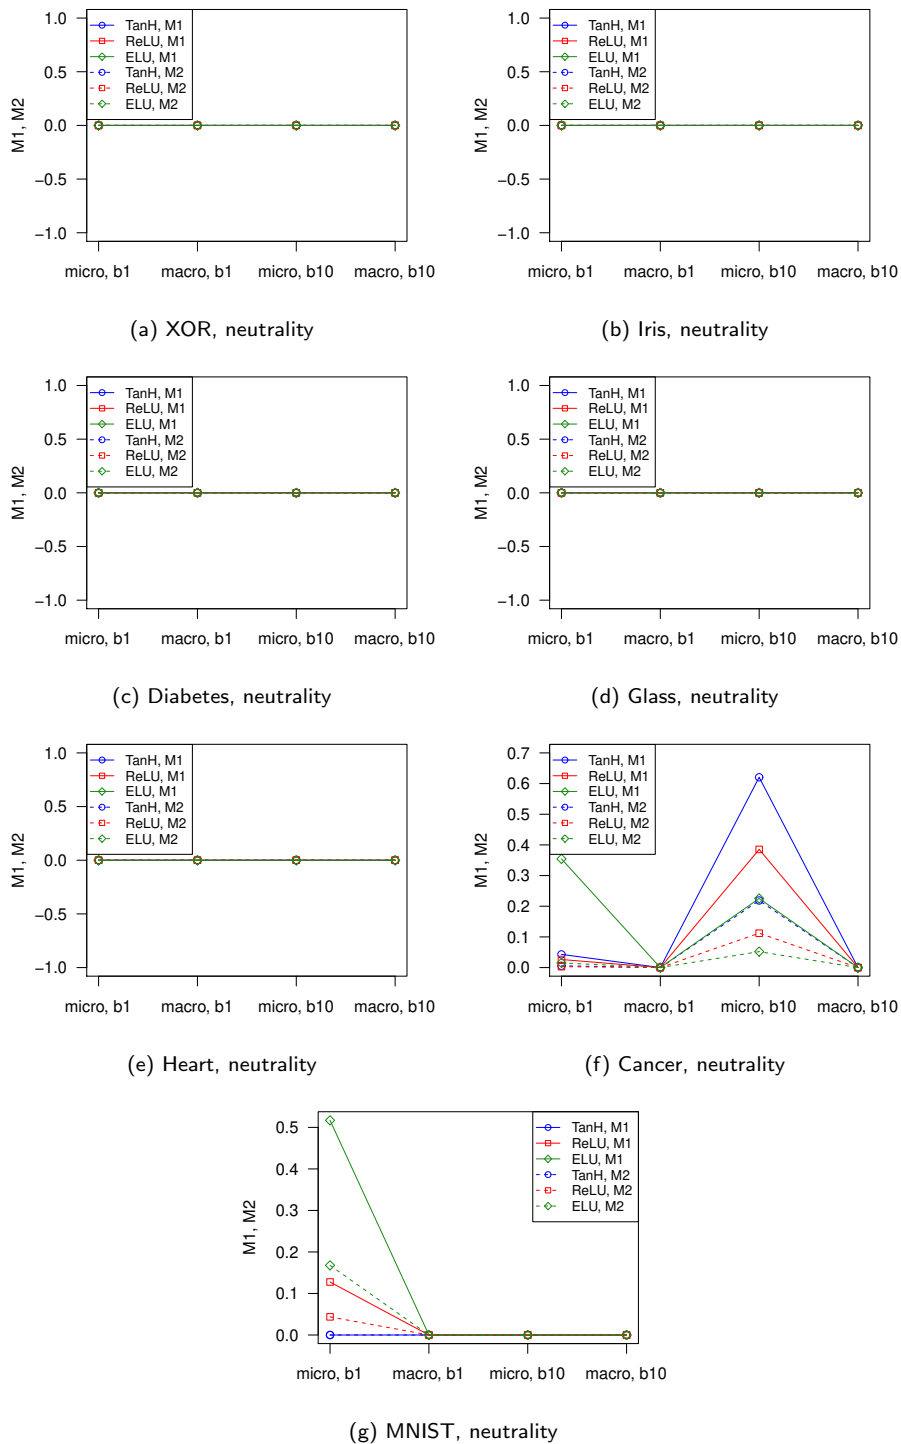 1.0
0.5
0.0
−0.5
−1.0
M1, M2
TanH, M1
ReLU, M1
ELU, M1
TanH, M2
ReLU, M2
ELU, M2
micro, b1 macro, b1 micro, b10 macro, b10
(a) XOR, neutrality
1.0
0.5
0.0
−0.5
−1.0
M1, M2
TanH, M1
ReLU, M1
ELU, M1
TanH, M2
ReLU, M2
ELU, M2
micro, b1 macro, b1 micro, b10 macro, b10
(b) Iris, neutrality
1.0
0.5
0.0
−0.5
−1.0
M1, M2
TanH, M1
ReLU, M1
ELU, M1
TanH, M2
ReLU, M2
ELU, M2
micro, b1 macro, b1 micro, b10 macro, b10
(c) Diabetes, neutrality
1.0
0.5
0.0
−0.5
−1.0
M1, M2
TanH, M1
ReLU, M1
ELU, M1
TanH, M2
ReLU, M2
ELU, M2
micro, b1 macro, b1 micro, b10 macro, b10
(d) Glass, neutrality
1.0
0.5
0.0
−0.5
−1.0
M1, M2
TanH, M1
ReLU, M1
ELU, M1
TanH, M2
ReLU, M2
ELU, M2
micro, b1 macro, b1 micro, b10 macro, b10
(e) Heart, neutrality
0.7
0.6
0.5
0.4
0.3
0.2
0.1
0.0
M1, M2
TanH, M1
ReLU, M1
ELU, M1
TanH, M2
ReLU, M2
ELU, M2
micro, b1 macro, b1 micro, b10 macro, b10
(f) Cancer, neutrality
0.5
0.4
0.3
0.2
0.1
0.0
M1, M2
TanH, M1
ReLU, M1
ELU, M1
TanH, M2
ReLU, M2
ELU, M2
micro, b1 macro, b1 micro, b10 macro, b10
(g) MNIST, neutrality